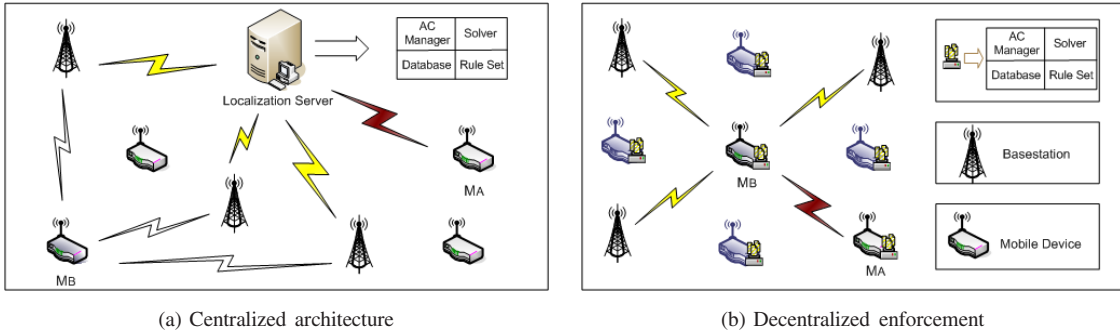 AC Manager
Solver
Database
Rule Set
Localization Server
MA
MB
(a) Centralized architecture
AC Manager
Solver
Database
Rule Set
MB
Basestation
MA
Mobile Device
(b) Decentralized enforcement